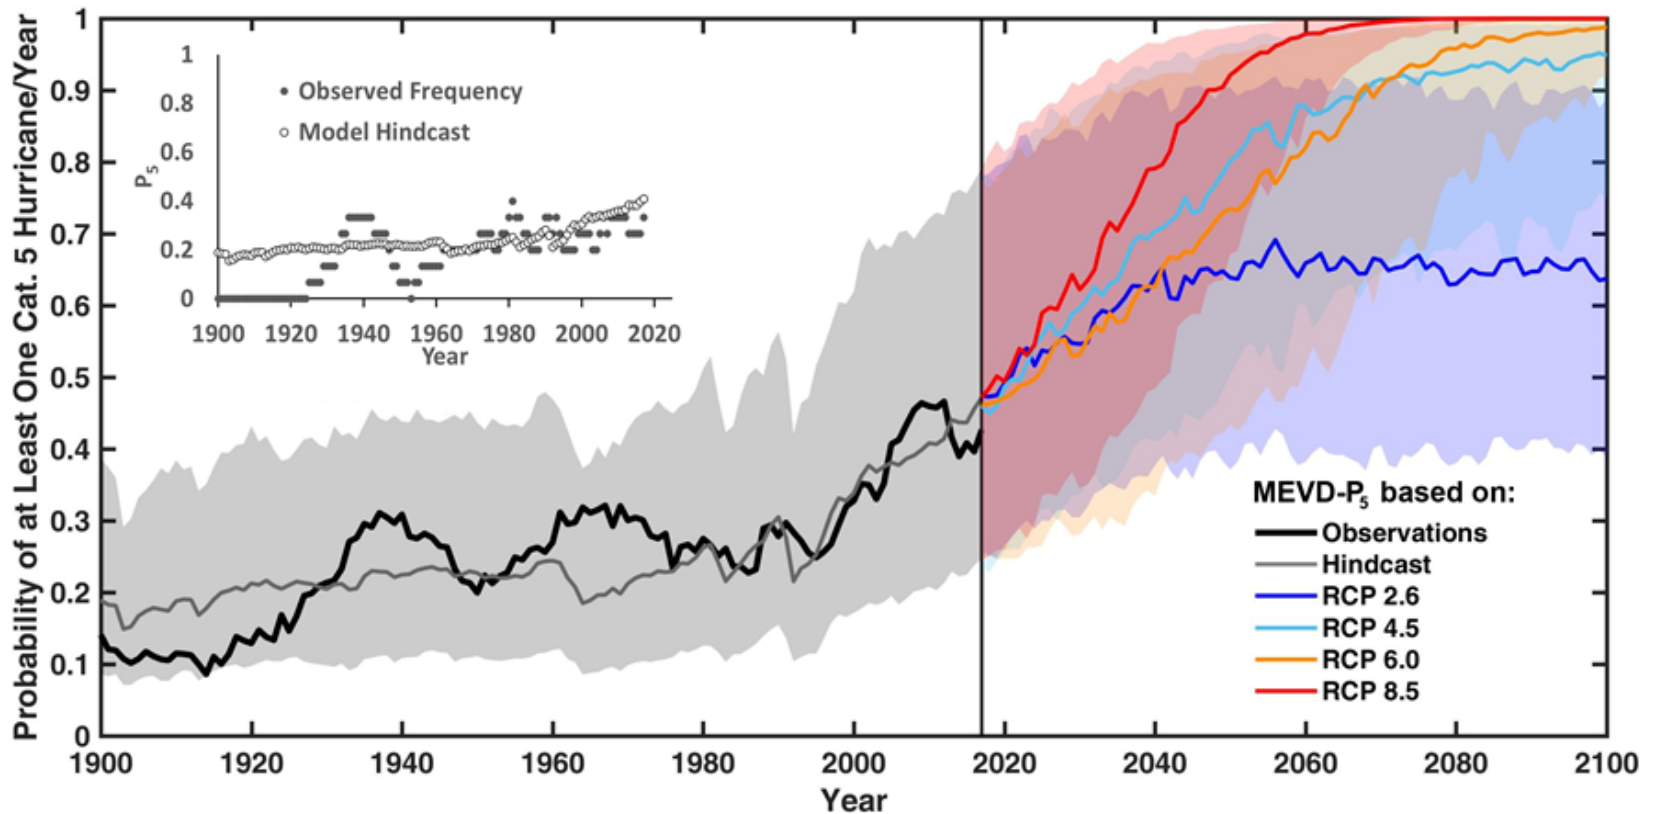 Probability of at Least One Cat. 5 Hurricane/Year
1
0.9
0.8
0.7
0.6
0.5
0.4
0.3
0.2
0.1
0
1900 1920 1940 1960 1980 2000 2020 2040 2060 2080 2100
Year
P5
1
0.8
0.6
0.4
0.2
0
1900 1920 1940 1960 1980 2000 2020
Year
Observed Frequency
Model Hindcast
MEVD-P5 based on:
Observations
Hindcast
RCP 2.6
RCP 4.5
RCP 6.0
RCP 8.5